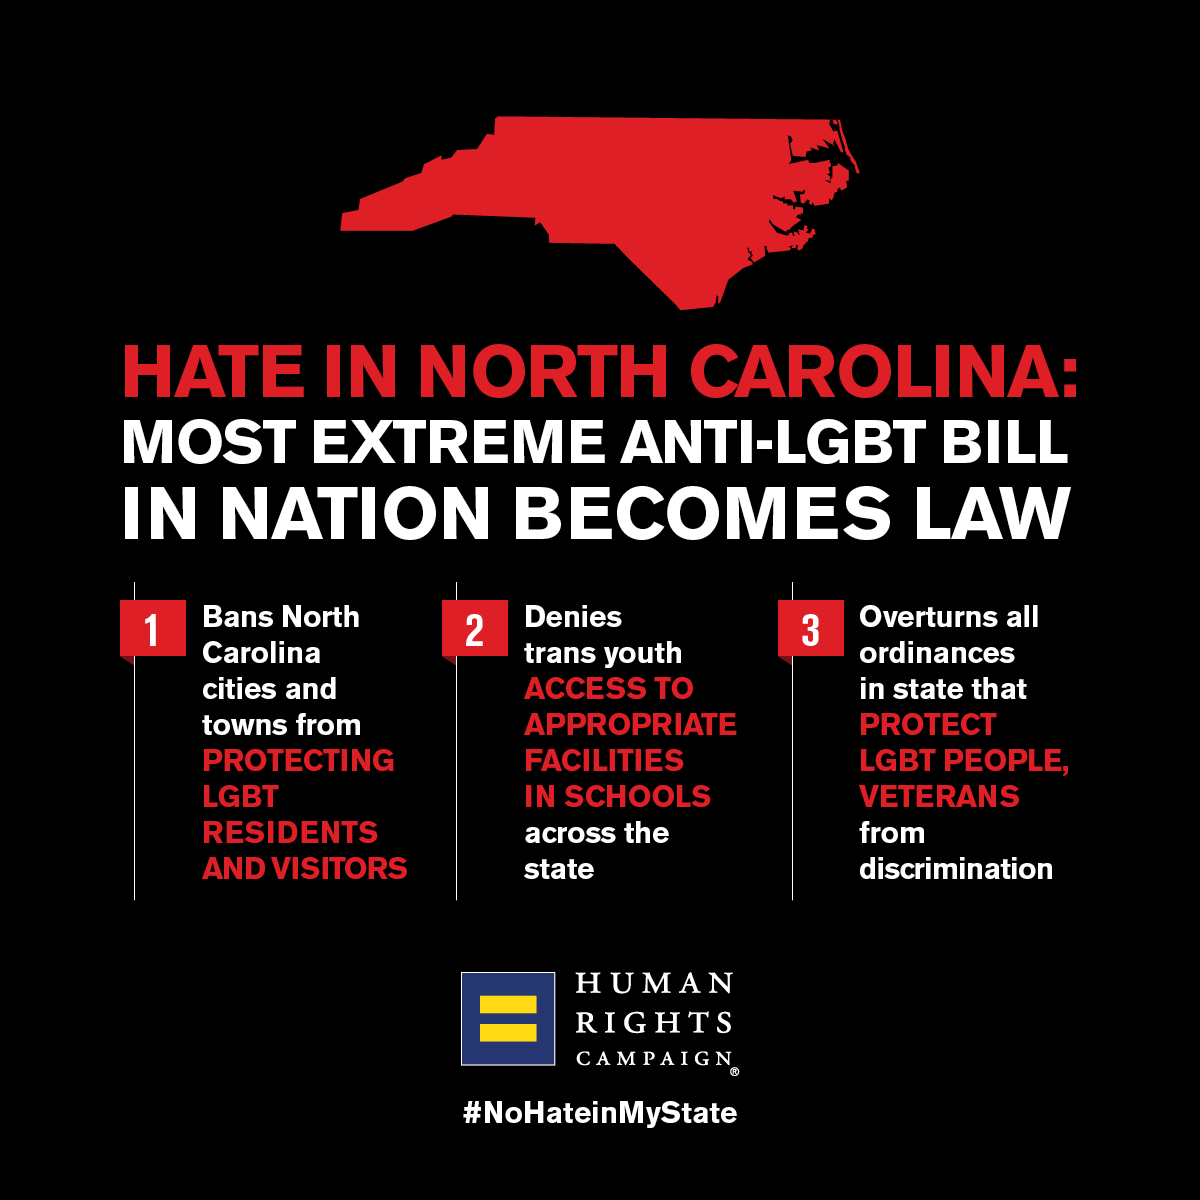 HATE IN NORTH CAROLINA:
MOST EXTREME ANTI-LGBT BILL
IN NATION BECOMES LAW
1
Bans North
Carolina
cities and
towns from
PROTECTING
LGBT
RESIDENTS
AND VISITORS
2
Denies
trans youth
ACCESS TO
APPROPRIATE
FACILITIES
IN SCHOOLS
across the
state
3
Overturns all
ordinances
in state that
PROTECT
LGBT PEOPLE,
VETERANS
from
discrimination
HUMAN
RIGHTS
CAMPAIGN®
#NoHateinMyState